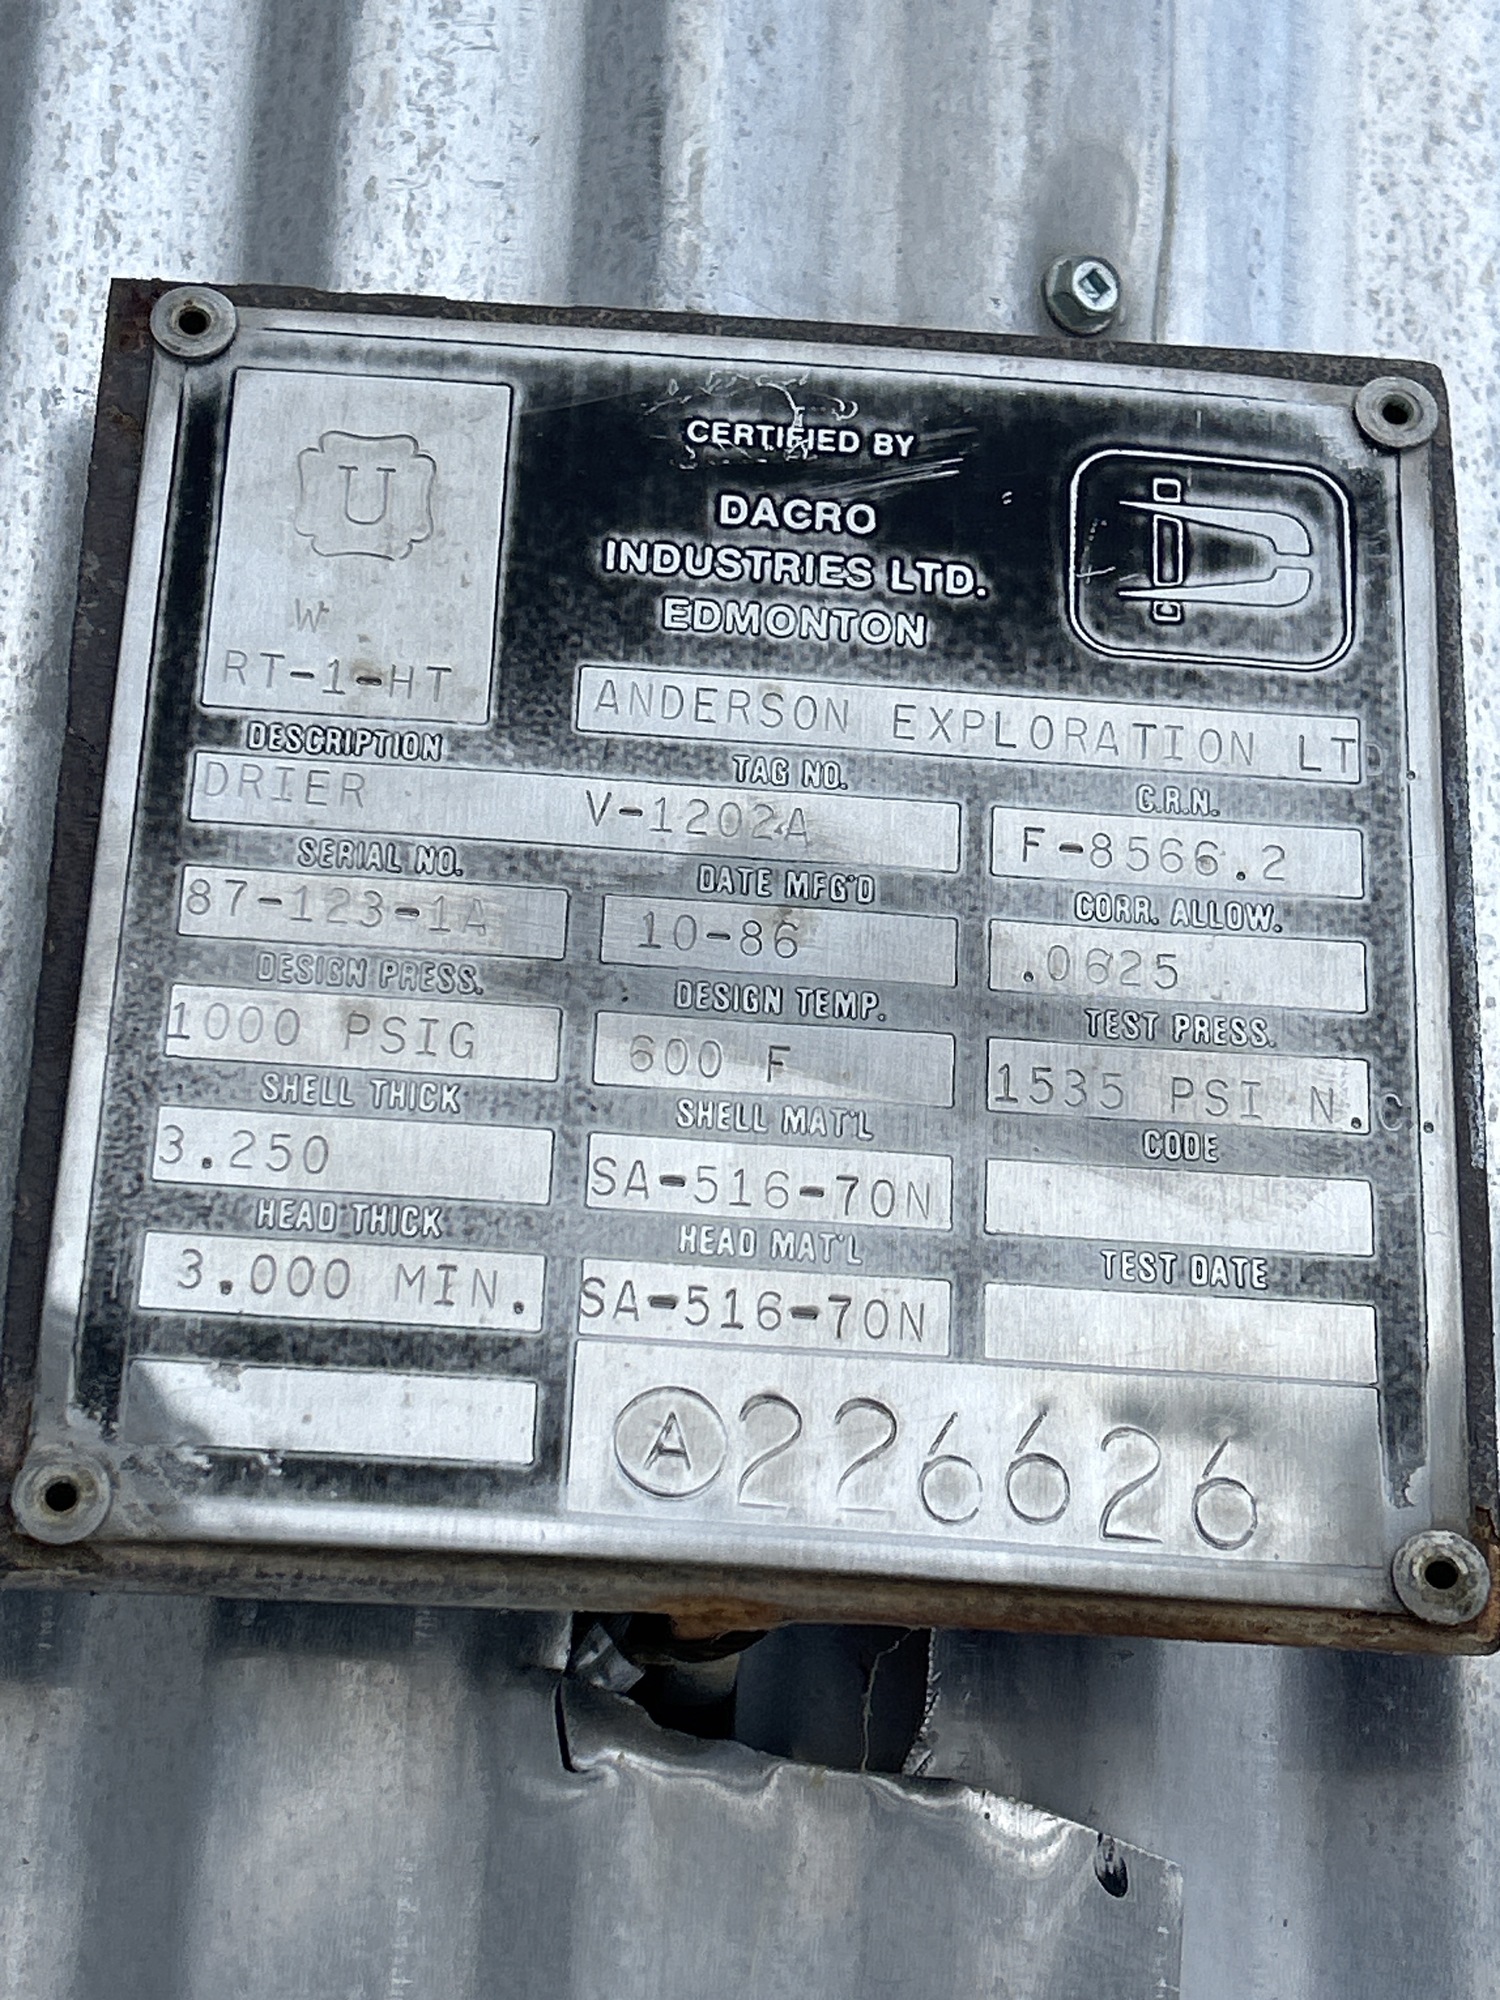 U
W
RT-1-HT
CERTIFIED BY
DACRO
INDUSTRIES LTD.
EDMONTON
ANDERSON EXPLORATION LTD.
DESCRIPTION TAG NO. C.R.N.
DRIER V-1202A F-8566.2
SERIAL NO. DATE MFG'D CORR. ALLOW.
87-123-1A 10-86 .0625
DESIGN PRESS. DESIGN TEMP. TEST PRESS.
1000 PSIG 600 F 1535 PSI N.C.
SHELL THICK SHELL MAT'L CODE
3.250 SA-516-70N
HEAD THICK HEAD MAT'L TEST DATE
3.000 MIN. SA-516-70N
A 226626